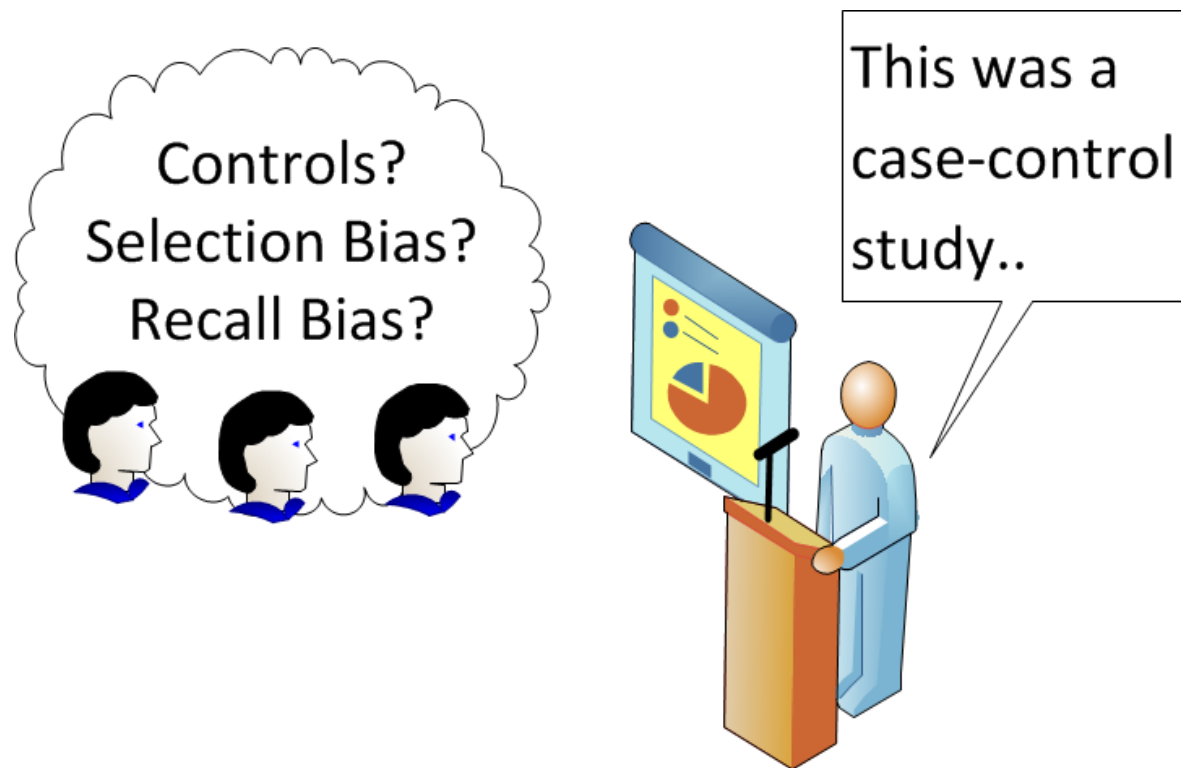 Controls?
Selection Bias?
Recall Bias?
This was a
case-control
study..